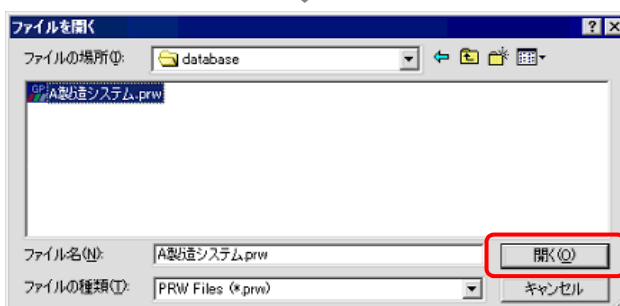 ファイルを開く
ファイルの場所(I): database
A製造システム.prw
ファイル名(N): A製造システム.prw 開く(O)
ファイルの種類(T): PRW Files (*.prw) キャンセル